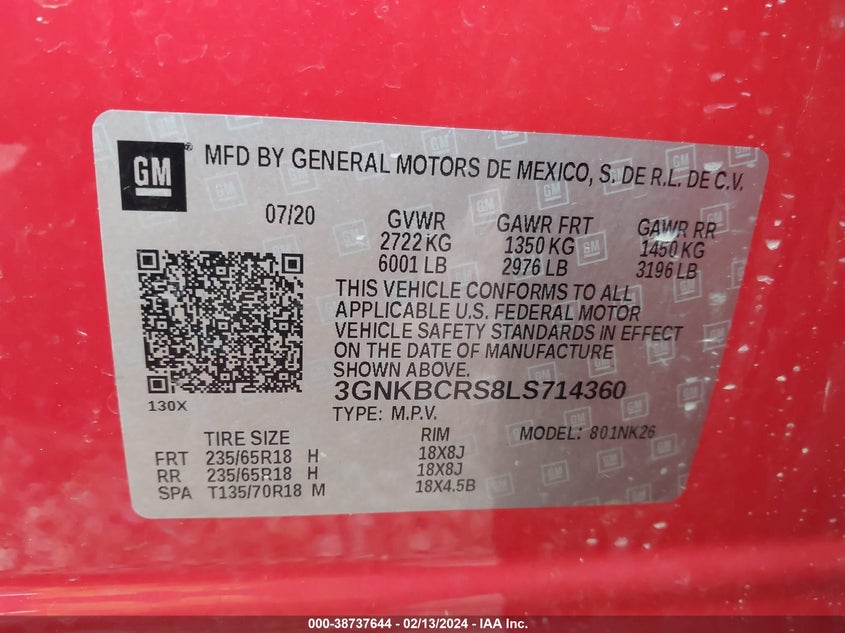 GM ® MFD BY GENERAL MOTORS DE MEXICO, S. DE R.L. DE C.V.
07/20 GVWR GAWR FRT GAWR RR
2722 KG 1350 KG 1450 KG
6001 LB 2976 LB 3196 LB
THIS VEHICLE CONFORMS TO ALL
APPLICABLE U.S. FEDERAL MOTOR
VEHICLE SAFETY STANDARDS IN EFFECT
ON THE DATE OF MANUFACTURE
SHOWN ABOVE.
3GNKBCRS8LS714360
130X
TYPE: M.P.V. MODEL: 801NK26
TIRE SIZE RIM
FRT 235/65R18 H 18X8J
RR 235/65R18 H 18X8J
SPA T135/70R18 M 18X4.5B
000-38737644 - 02/13/2024 - IAA Inc.